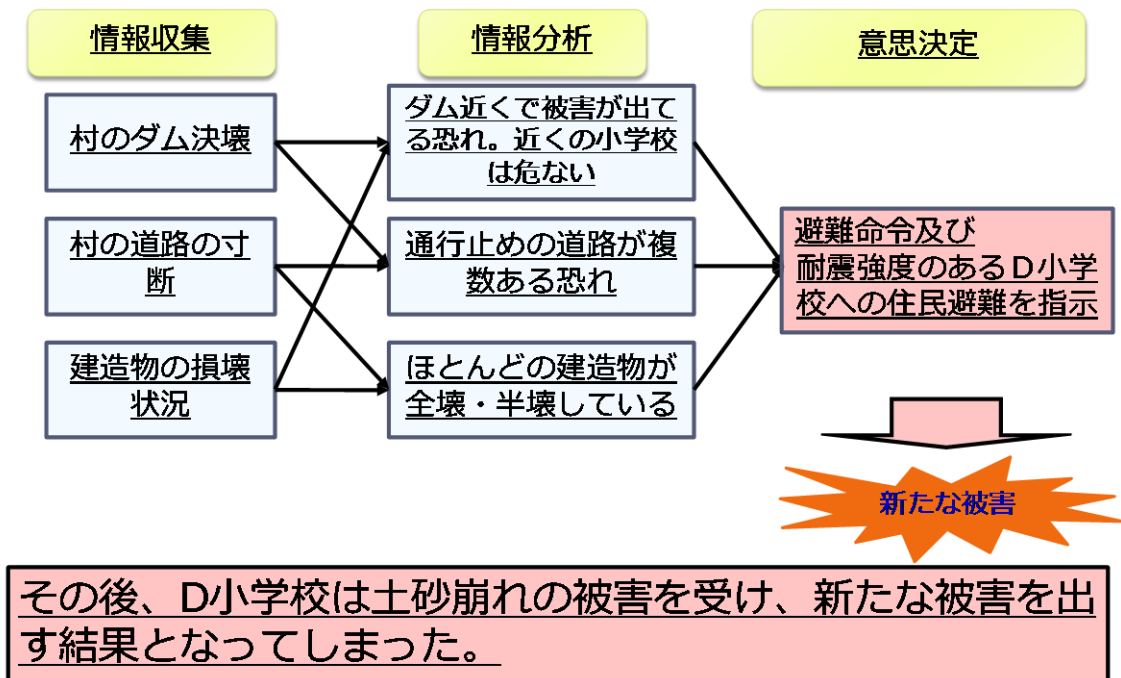 情報収集
情報分析
意思決定
村のダム決壊
村の道路の寸
断
建造物の損壊
状況
ダム近くで被害が出て
る恐れ。近くの小学校
は危ない
通行止めの道路が複
数ある恐れ
ほとんどの建造物が
全壊・半壊している
避難命令及び
耐震強度のあるD小学
校への住民避難を指示
新たな被害
その後、D小学校は土砂崩れの被害を受け、新たな被害を出
す結果となってしまった。